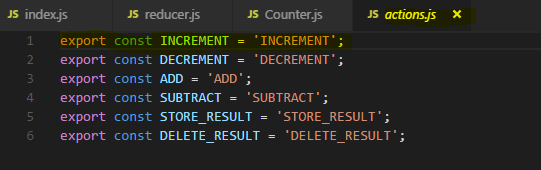 JS index.js JS reducer.js JS Counter.js JS actions.js ×
1 export const INCREMENT = 'INCREMENT';
2 export const DECREMENT = 'DECREMENT';
3 export const ADD = 'ADD';
4 export const SUBTRACT = 'SUBTRACT';
5 export const STORE_RESULT = 'STORE_RESULT';
6 export const DELETE_RESULT = 'DELETE_RESULT';